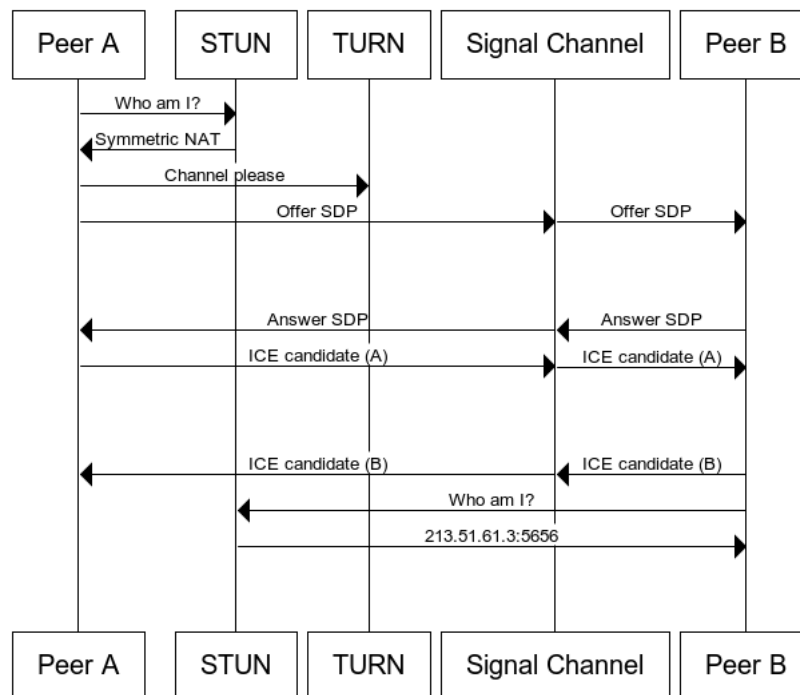 Peer A
STUN
TURN
Signal Channel
Peer B
Who am I?
Symmetric NAT
Channel please
Offer SDP
Offer SDP
Answer SDP
Answer SDP
ICE candidate (A)
ICE candidate (A)
ICE candidate (B)
ICE candidate (B)
Who am I?
213.51.61.3:5656
Peer A
STUN
TURN
Signal Channel
Peer B